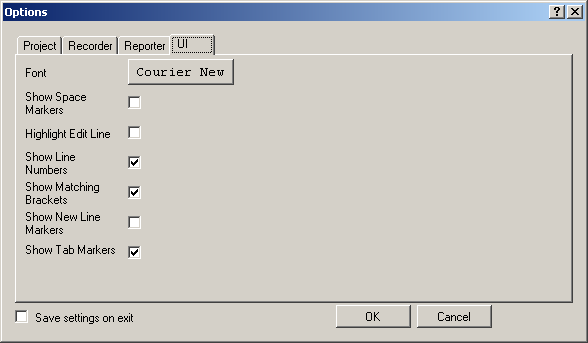 Options
Project Recorder Reporter UI
Font Courier New
Show Space
Markers
Highlight Edit Line
Show Line
Numbers
Show Matching
Brackets
Show New Line
Markers
Show Tab Markers
Save settings on exit OK Cancel